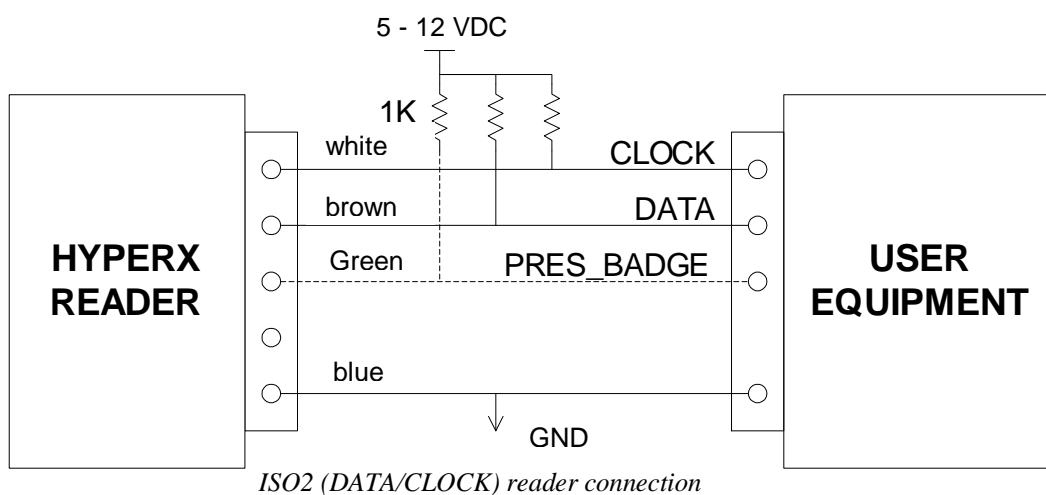 5 - 12 VDC
1K
white
CLOCK
brown
DATA
HYPERX
READER
Green
PRES_BADGE
USER
EQUIPMENT
blue
GND
ISO2 (DATA/CLOCK) reader connection